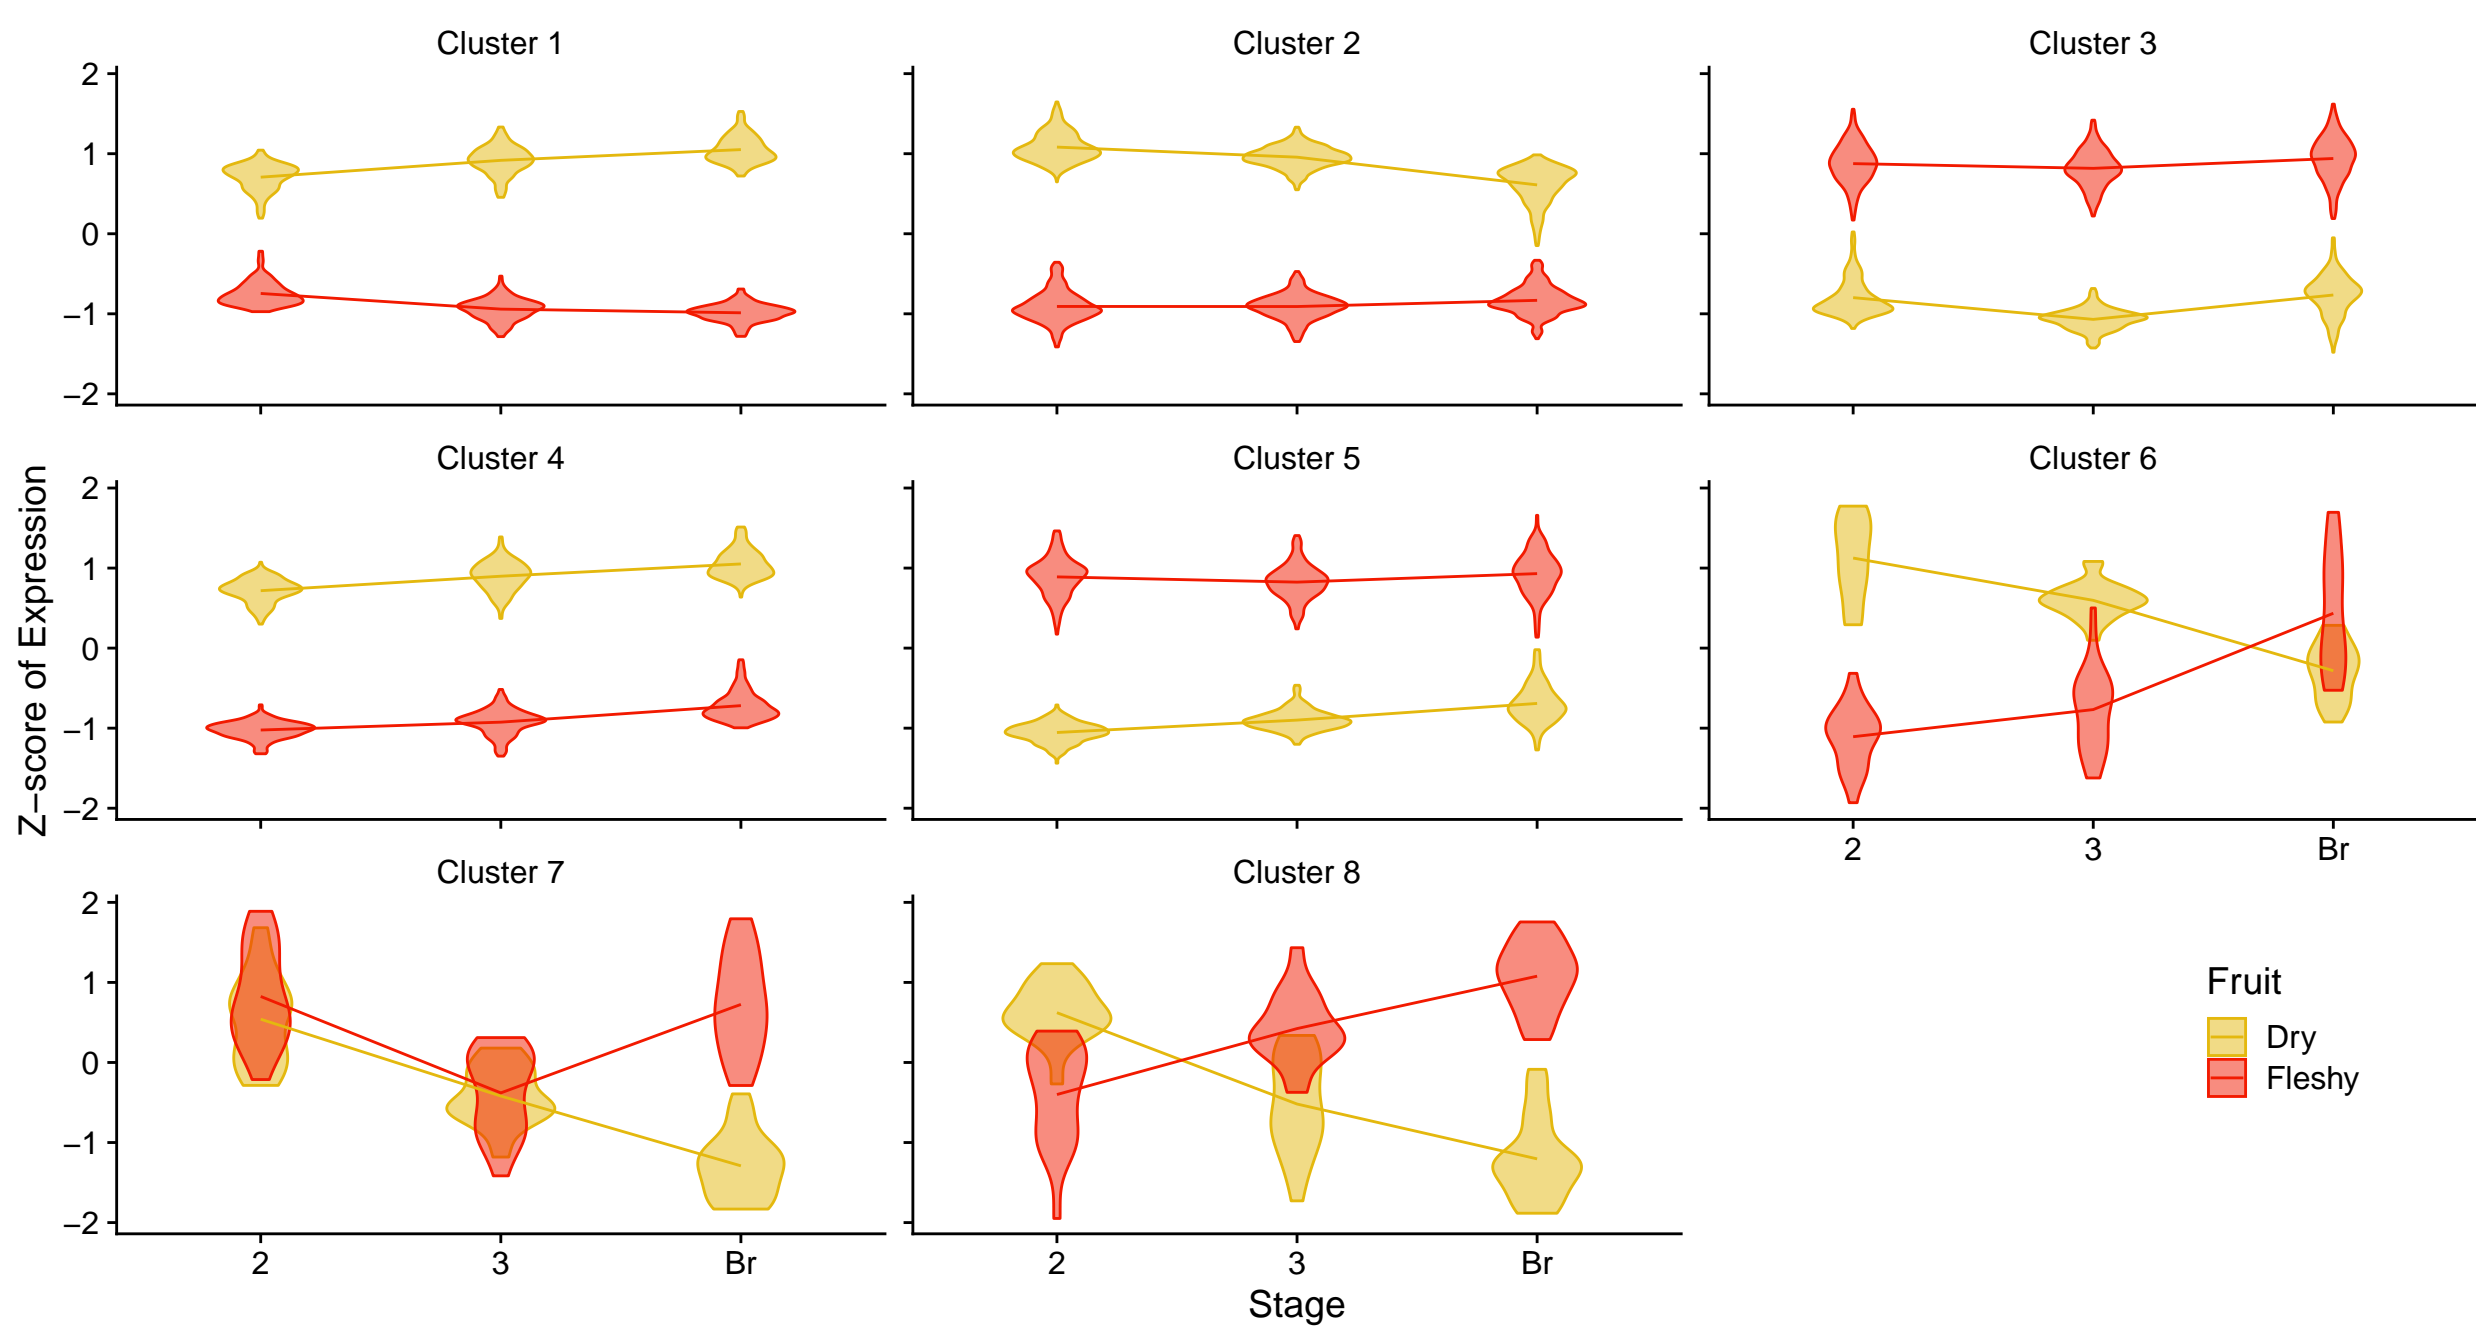 Cluster 1
Cluster 2
Cluster 3
2
1
0
−1
−2
Cluster 4
Cluster 5
Cluster 6
2
1
0
−1
−2
2
3
Br
Cluster 7
Cluster 8
2
1
0
−1
−2
2
3
Br
2
3
Br
Z−score of Expression
Stage
Fruit
Dry
Fleshy